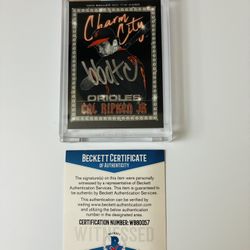 Charm
City
ORIOLES
CAL RIPKEN JR
BECKETT CERTIFICATE
OF AUTHENTICITY
The signature(s) on this item were personally
witnessed by a representative of Beckett
Authentication Services. This item is guaranteed
to be authentic by Beckett Authentication
Services. This can be verified by visiting
www.beckett-authentication.com
and utilizing the below authentication
number in the designated area.
CERTIFICATION NUMBER: WB80057
WITNESSED